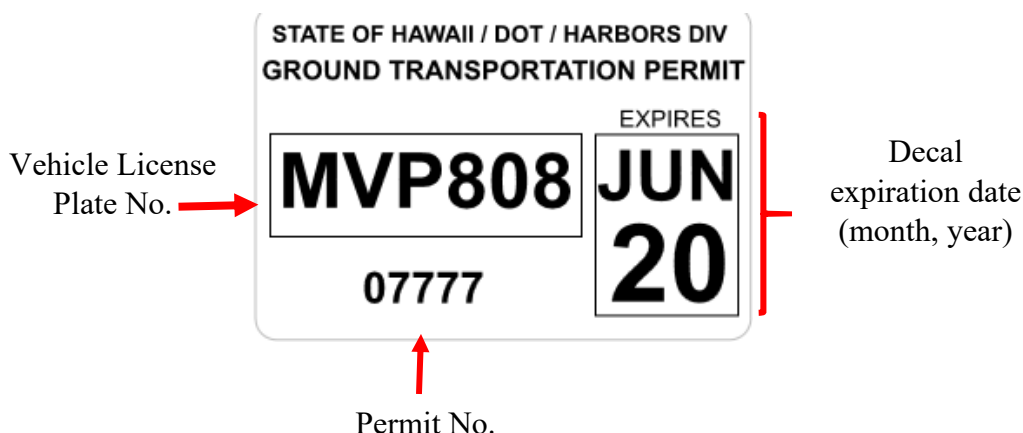 STATE OF HAWAII / DOT / HARBORS DIV
GROUND TRANSPORTATION PERMIT
EXPIRES
MVP808
JUN
20
07777
Vehicle License
Plate No.
Decal
expiration date
(month, year)
Permit No.